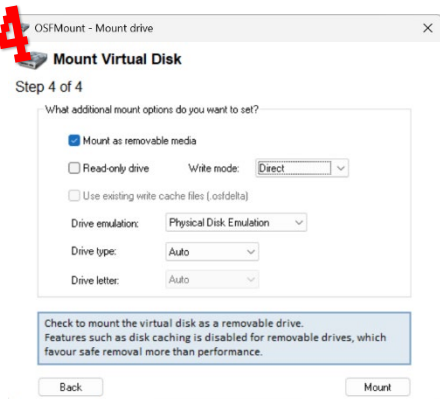 4
OSFMount - Mount drive
Mount Virtual Disk
Step 4 of 4
What additional mount options do you want to set?
Mount as removable media
Read-only drive Write mode: Direct
Use existing write cache files (.osfdelta)
Drive emulation: Physical Disk Emulation
Drive type: Auto
Drive letter: Auto
Check to mount the virtual disk as a removable drive.
Features such as disk caching is disabled for removable drives, which
favour safe removal more than performance.
Back Mount